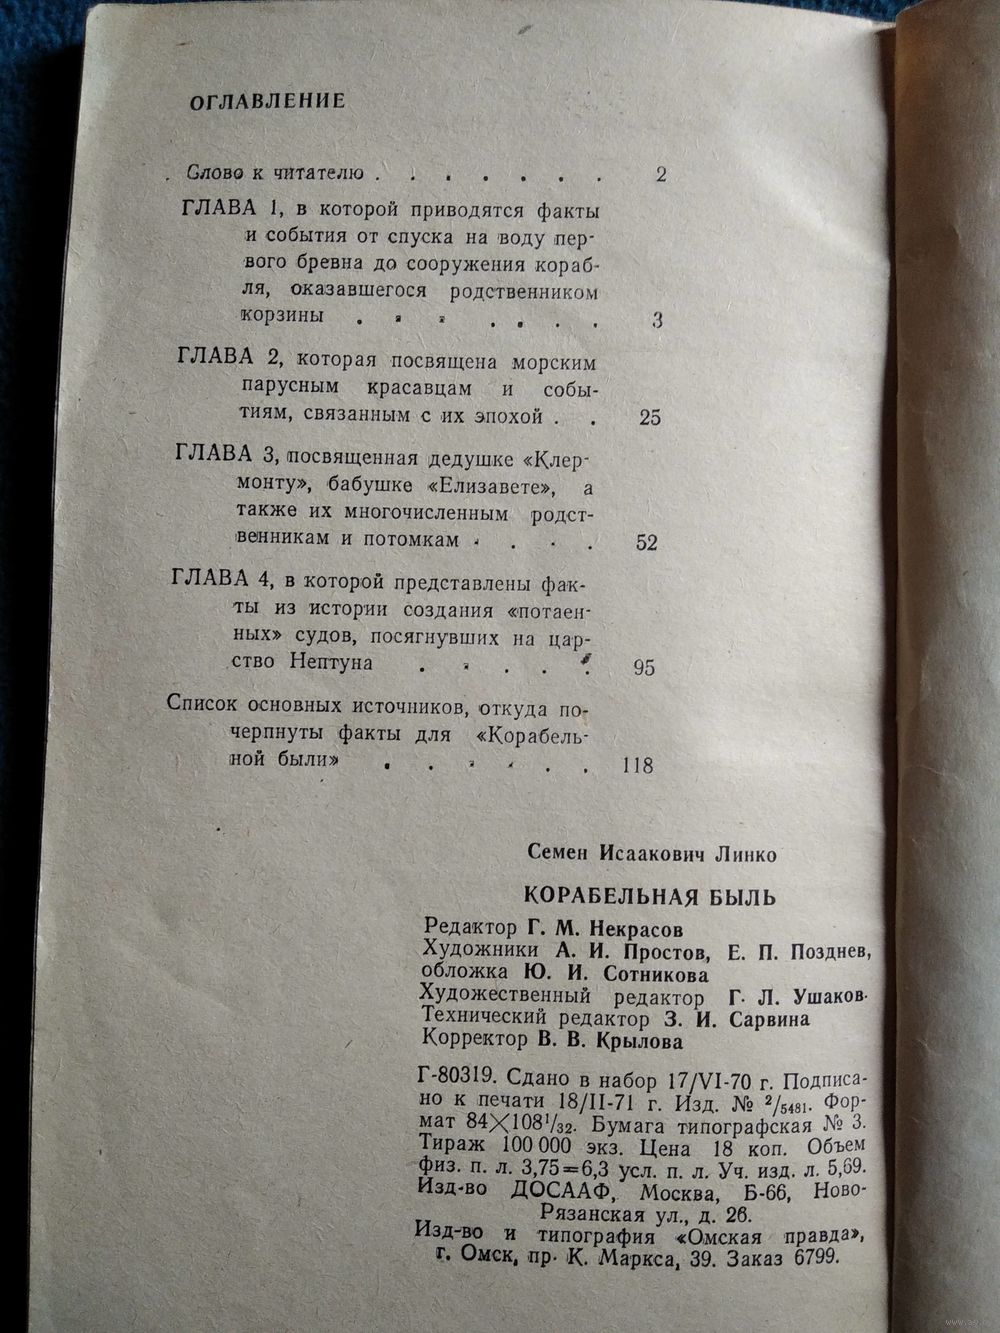 ОГЛАВЛЕНИЕ
Слово к читателю . . . . . . . 2
ГЛАВА 1, в которой приводятся факты
и события от спуска на воду пер-
вого бревна до сооружения кораб-
ля, оказавшегося родственником
корзины . . . . . . . 3
ГЛАВА 2, которая посвящена морским
парусным красавцам и собы-
тиям, связанным с их эпохой . . 25
ГЛАВА 3, посвященная дедушке «Клер-
монту», бабушке «Елизавете», а
также их многочисленным родст-
венникам и потомкам . . . . 52
ГЛАВА 4, в которой представлены фак-
ты из истории создания «потаен-
ных» судов, посягнувших на цар-
ство Нептуна . . . . . 95
Список основных источников, откуда по-
черпнуты факты для «Корабель-
ной были» . . . . . . 118
Семен Исаакович Линко
КОРАБЕЛЬНАЯ БЫЛЬ
Редактор Г. М. Некрасов
Художники А. И. Простов, Е. П. Позднев,
обложка Ю. И. Сотникова
Художественный редактор Г. Л. Ушаков.
Технический редактор З. И. Сарвина
Корректор В. В. Крылова
Г-80319. Сдано в набор 17/VI-70 г. Подписа-
но к печати 18/II-71 г. Изд. № 2/5481. Фор-
мат 84×108 1/32. Бумага типографская № 3.
Тираж 100 000 экз. Цена 18 коп. Объем
физ. п. л. 3,75=6,3 усл. п. л. Уч. изд. л. 5,69.
Изд-во ДОСААФ, Москва, Б-66, Ново-
Рязанская ул., д. 26.
Изд-во и типография «Омская правда»,
г. Омск, пр. К. Маркса, 39. Заказ 6799.